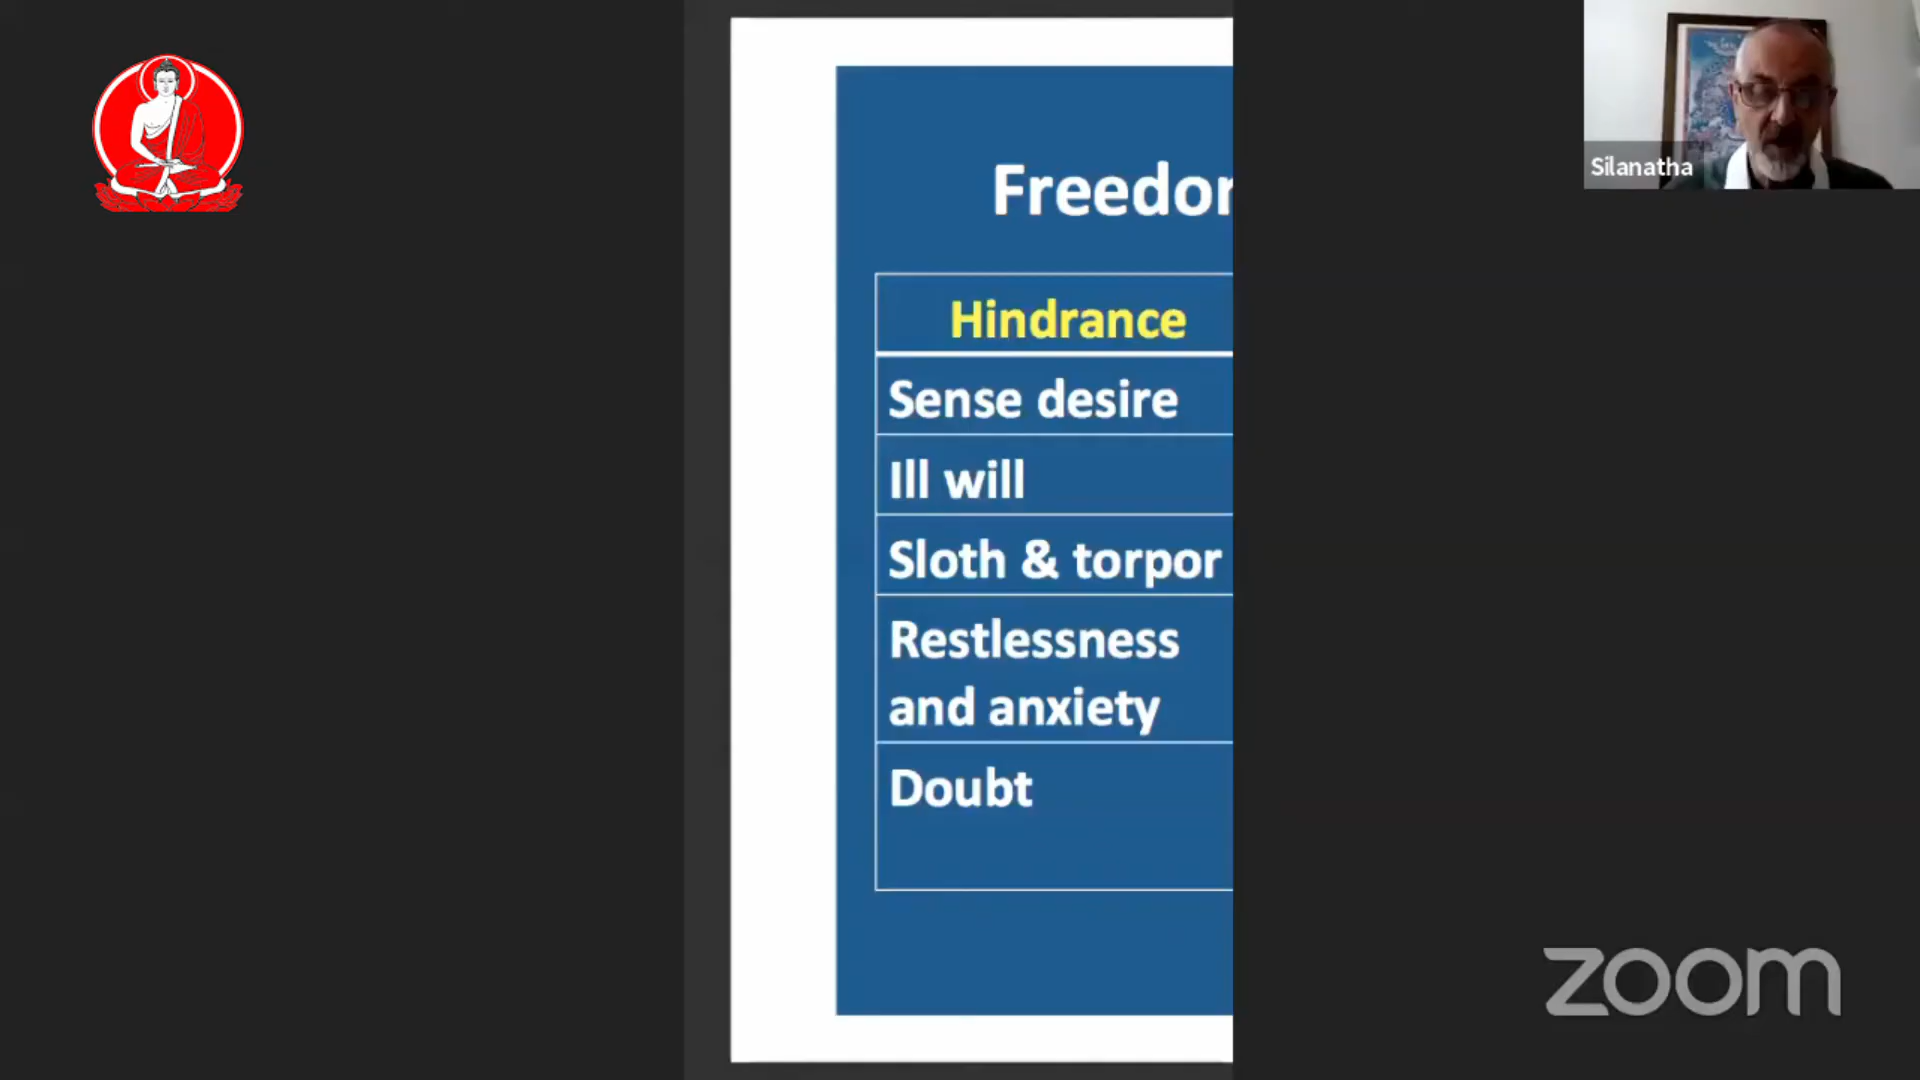 Silanatha
Freedor
Hindrance
Sense desire
Ill will
Sloth & torpor
Restlessness
and anxiety
Doubt
zoom